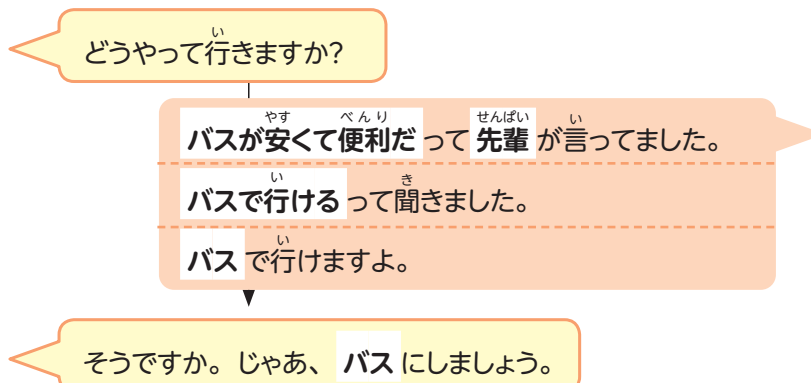 どうやって行きますか？
バスが安くて便利だって先輩が言ってました。
バスで行けるって聞きました。
バスで行けますよ。
そうですか。じゃあ、バスにしましょう。